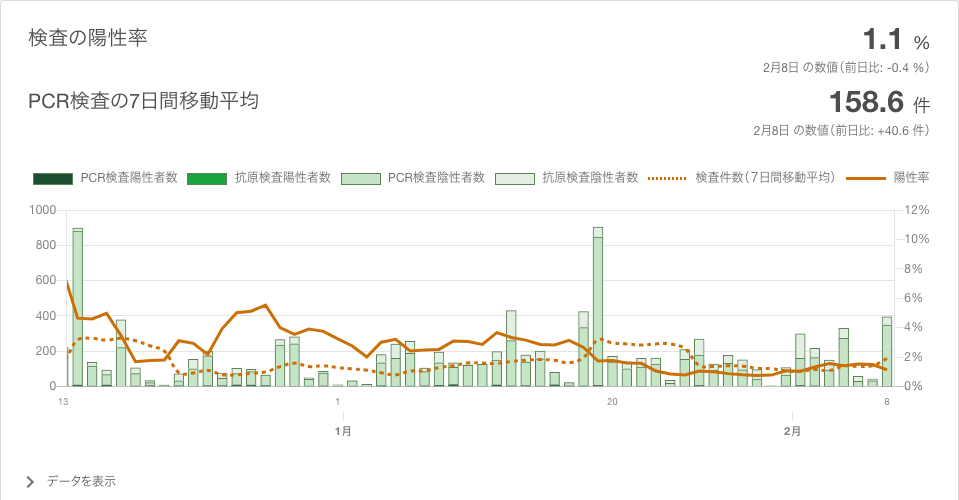 検査の陽性率
1.1 %
2月8日 の数値（前日比: -0.4 %）
PCR検査の7日間移動平均
158.6 件
2月8日 の数値（前日比: +40.6 件）
PCR検査陽性者数 抗原検査陽性者数 PCR検査陰性者数 抗原検査陰性者数 検査件数（7日間移動平均） 陽性率
1000 12%
10%
800
8%
600
6%
400
4%
200
2%
0 0%
13 1 20 8
1月 2月
データを表示